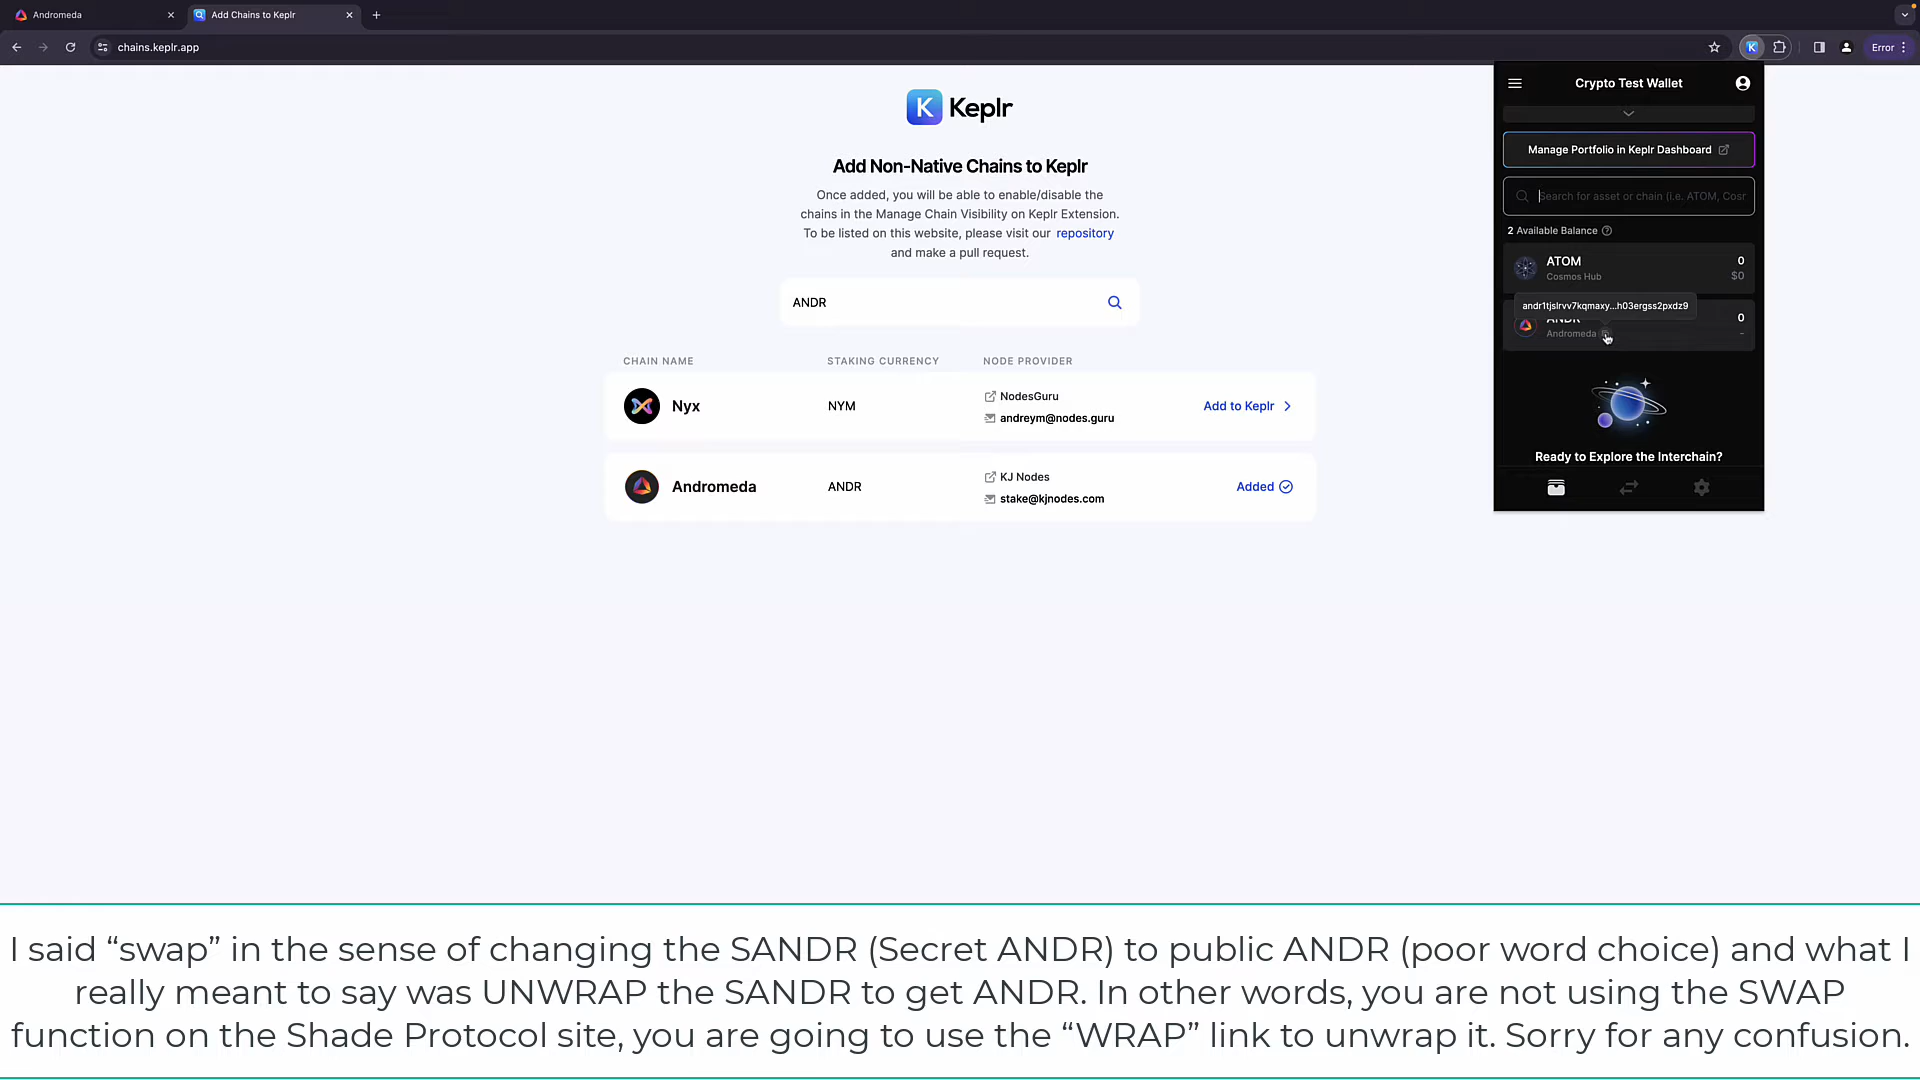 Andromeda
Add Chains to Keplr
chains.keplr.app
Error
Keplr
Add Non-Native Chains to Keplr
Once added, you will be able to enable/disable the
chains in the Manage Chain Visibility on Keplr Extension.
To be listed on this website, please visit our repository
and make a pull request.
ANDR
CHAIN NAME STAKING CURRENCY NODE PROVIDER
Nyx NYM NodesGuru Add to Keplr
andreym@nodes.guru
Andromeda ANDR KJ Nodes Added
stake@kjnodes.com
Crypto Test Wallet
Manage Portfolio in Keplr Dashboard
Search for asset or chain (i.e. ATOM, Cosr
2 Available Balance
ATOM 0
Cosmos Hub $0
andr1tjslrvv7kqmaxy...h03ergss2pxdz9
ANDR 0
Andromeda -
Ready to Explore the Interchain?
I said “swap” in the sense of changing the SANDR (Secret ANDR) to public ANDR (poor word choice) and what I
really meant to say was UNWRAP the SANDR to get ANDR. In other words, you are not using the SWAP
function on the Shade Protocol site, you are going to use the “WRAP” link to unwrap it. Sorry for any confusion.